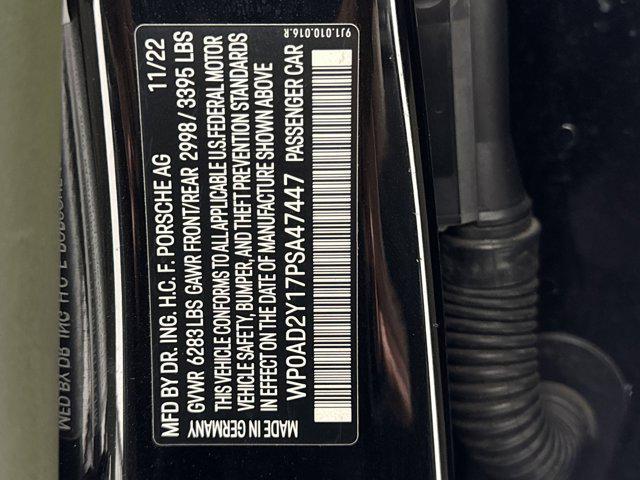 MFD BY DR. ING. H.C. F. PORSCHE AG 11/22
GVWR 6283 LBS GAWR FRONT/REAR 2998/ 3395 LBS
THIS VEHICLE CONFORMS TO ALL APPLICABLE U.S.FEDERAL MOTOR
VEHICLE SAFETY, BUMPER, AND THEFT PREVENTION STANDARDS
IN EFFECT ON THE DATE OF MANUFACTURE SHOWN ABOVE
WP0AD2Y17PSA47447 PASSENGER CAR
MADE IN GERMANY 9J1.010.016.R